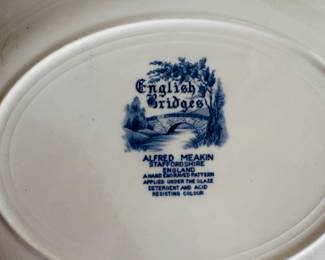 English
Bridges
ALFRED MEAKIN
STAFFORDSHIRE
ENGLAND
A HAND ENGRAVED PATTERN
APPLIED UNDER THE GLAZE
DETERGENT AND ACID
RESISTING COLOUR